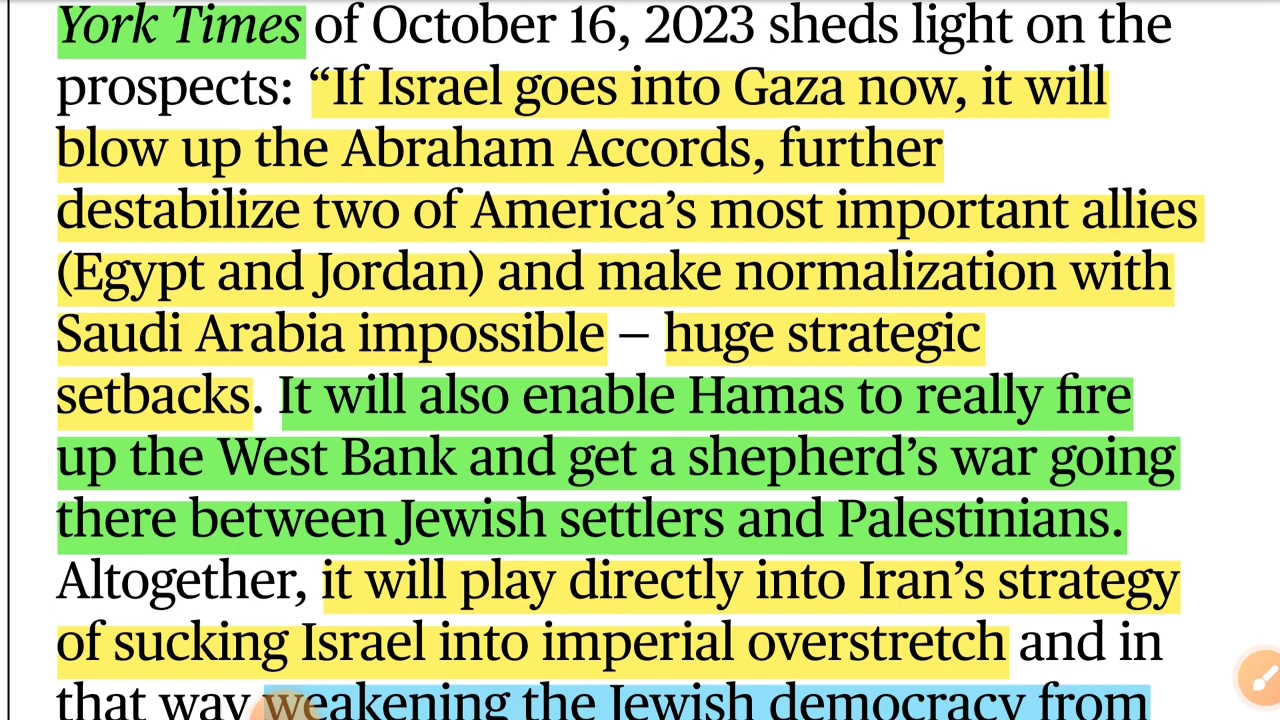 York Times of October 16, 2023 sheds light on the
prospects: “If Israel goes into Gaza now, it will
blow up the Abraham Accords, further
destabilize two of America’s most important allies
(Egypt and Jordan) and make normalization with
Saudi Arabia impossible – huge strategic
setbacks. It will also enable Hamas to really fire
up the West Bank and get a shepherd’s war going
there between Jewish settlers and Palestinians.
Altogether, it will play directly into Iran’s strategy
of sucking Israel into imperial overstretch and in
that way weakening the Jewish democracy from